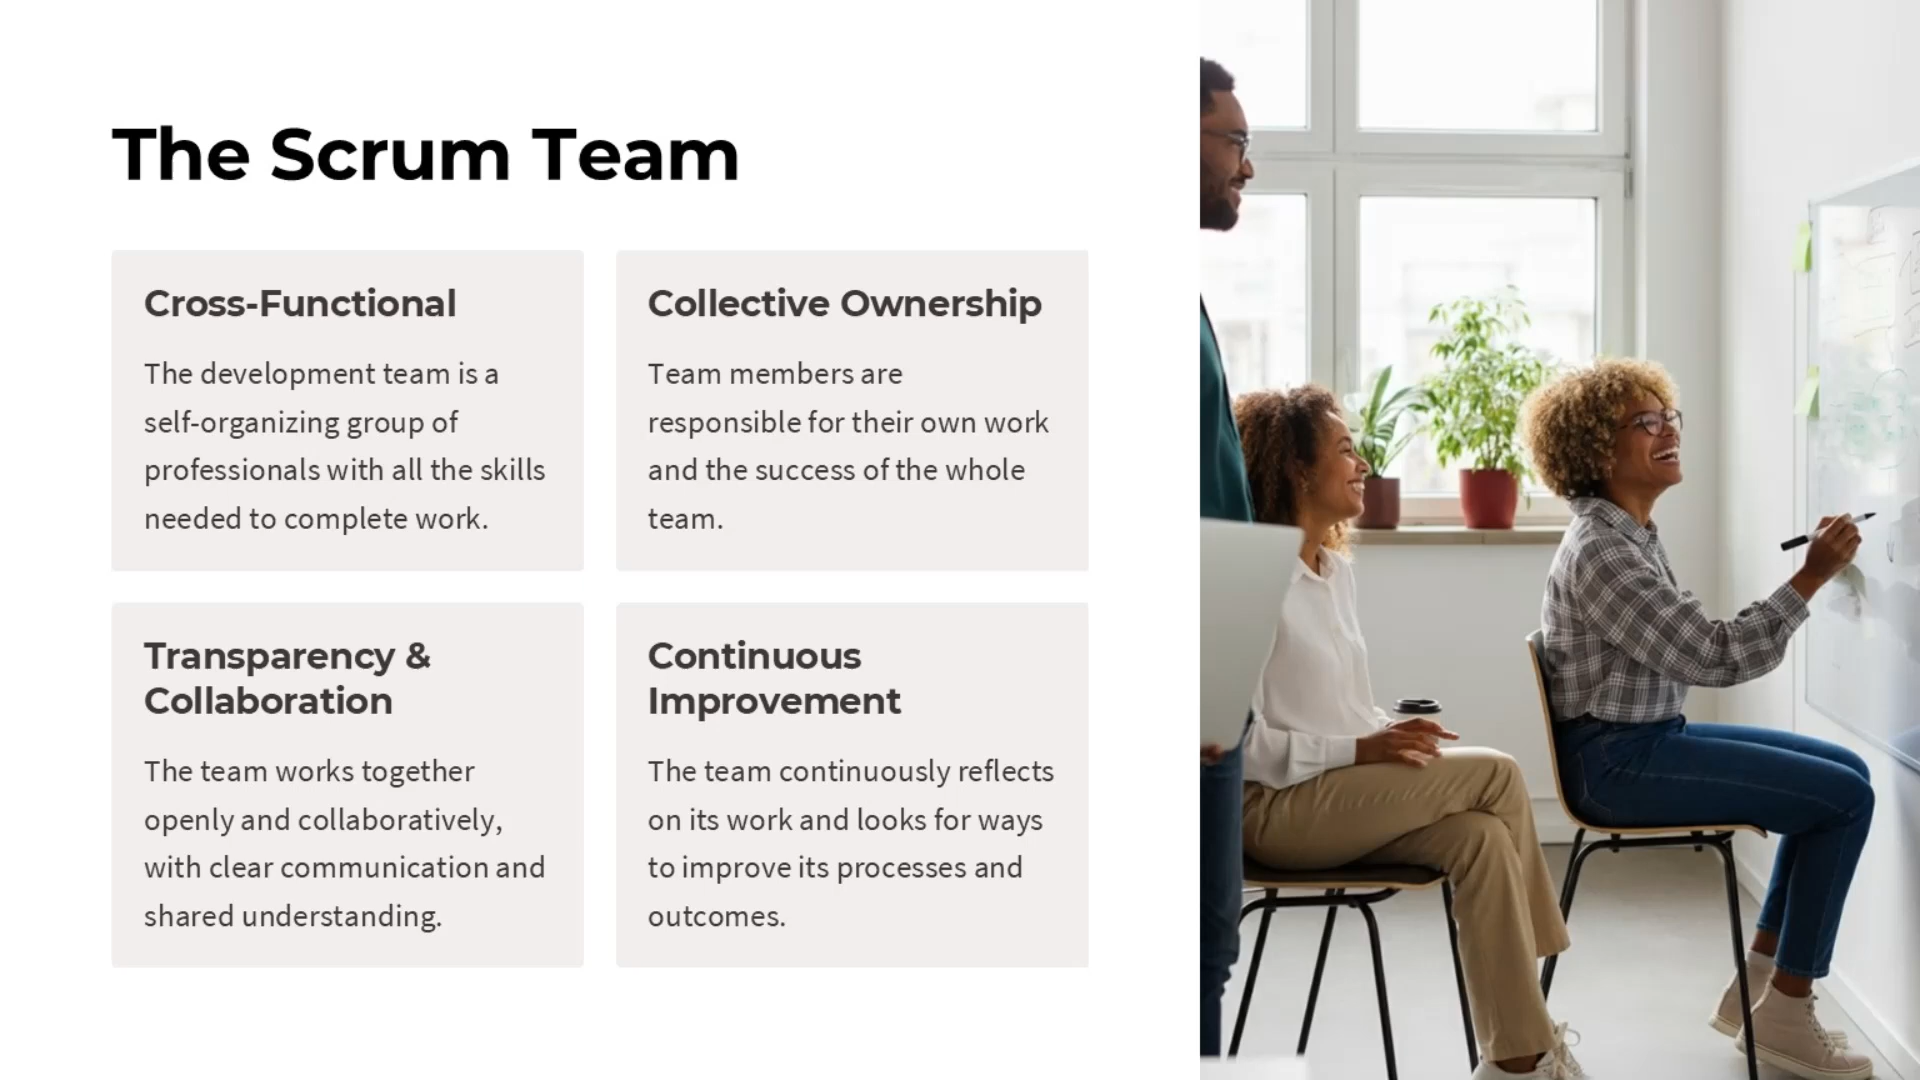 The Scrum Team
Cross-Functional
The development team is a
self-organizing group of
professionals with all the skills
needed to complete work.
Collective Ownership
Team members are
responsible for their own work
and the success of the whole
team.
Transparency &
Collaboration
The team works together
openly and collaboratively,
with clear communication and
shared understanding.
Continuous
Improvement
The team continuously reflects
on its work and looks for ways
to improve its processes and
outcomes.